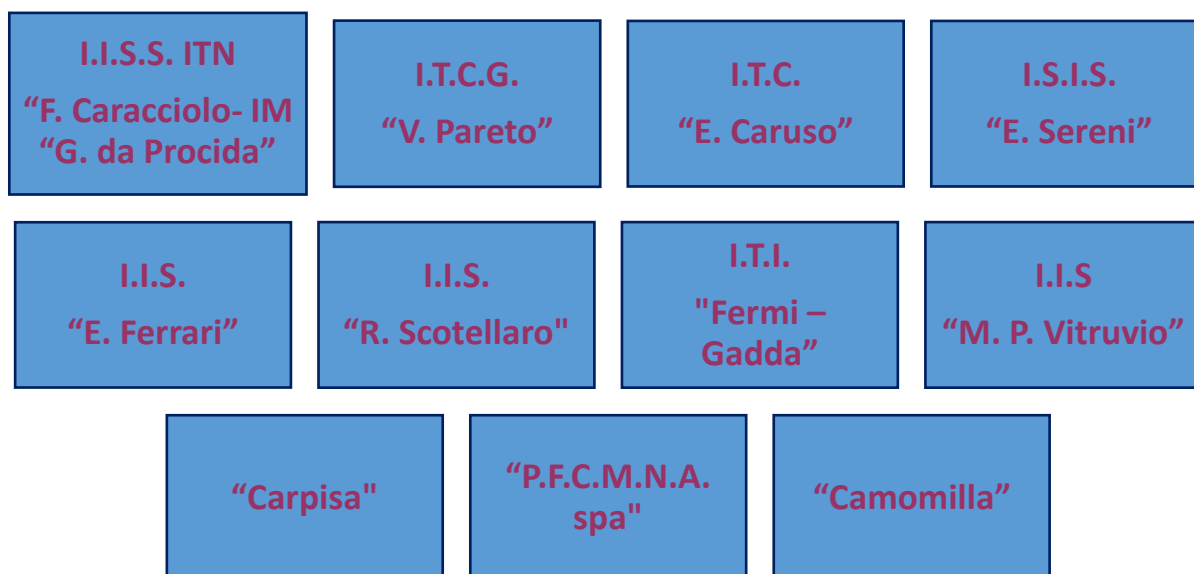 I.I.S.S. ITN
“F. Caracciolo- IM
“G. da Procida”
I.T.C.G.
“V. Pareto”
I.T.C.
“E. Caruso”
I.S.I.S.
“E. Sereni”
I.I.S.
“E. Ferrari”
I.I.S.
“R. Scotellaro"
I.T.I.
"Fermi –
Gadda”
I.I.S
“M. P. Vitruvio”
“Carpisa"
“P.F.C.M.N.A.
spa"
“Camomilla”